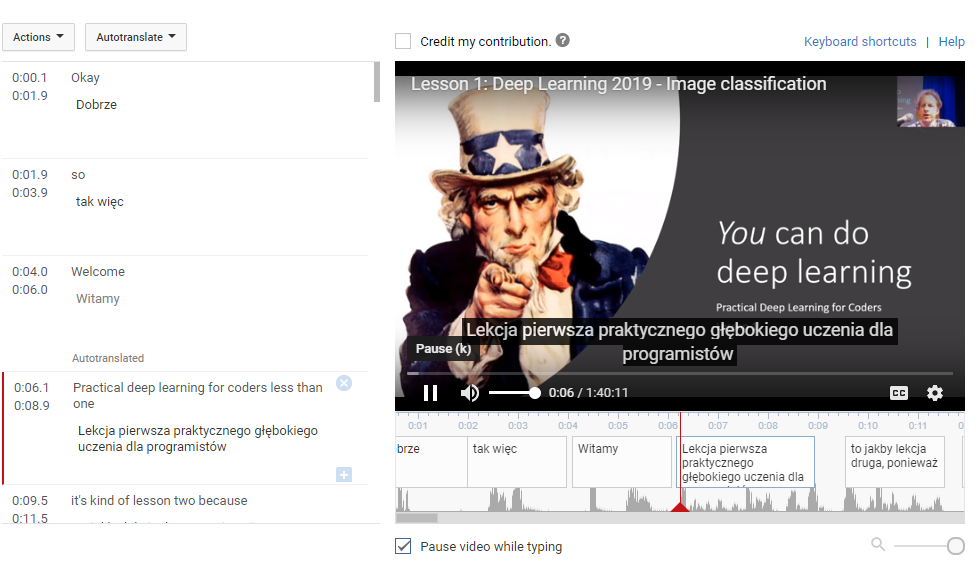 Actions
Autotranslate
Credit my contribution. ?
Keyboard shortcuts | Help
0:00.1 Okay
0:01.9 Dobrze
0:01.9 so
0:03.9 tak więc
0:04.0 Welcome
0:06.0 Witamy
Autotranslated
0:06.1 Practical deep learning for coders less than
0:08.9 one
Lekcja pierwsza praktycznego głębokiego
uczenia dla programistów
0:09.5 it's kind of lesson two because
0:11.5
Lesson 1: Deep Learning 2019 - Image classification
You can do
deep learning
Practical Deep Learning for Coders
Lekcja pierwsza praktycznego głębokiego uczenia dla
programistów
Pause (k)
0:06 / 1:40:11
CC
0:01 0:02 0:03 0:04 0:05 0:06 0:07 0:08 0:09 0:10 0:11
brze
tak więc
Witamy
Lekcja pierwsza
praktycznego
głębokiego uczenia dla
to jakby lekcja
druga, ponieważ
Pause video while typing